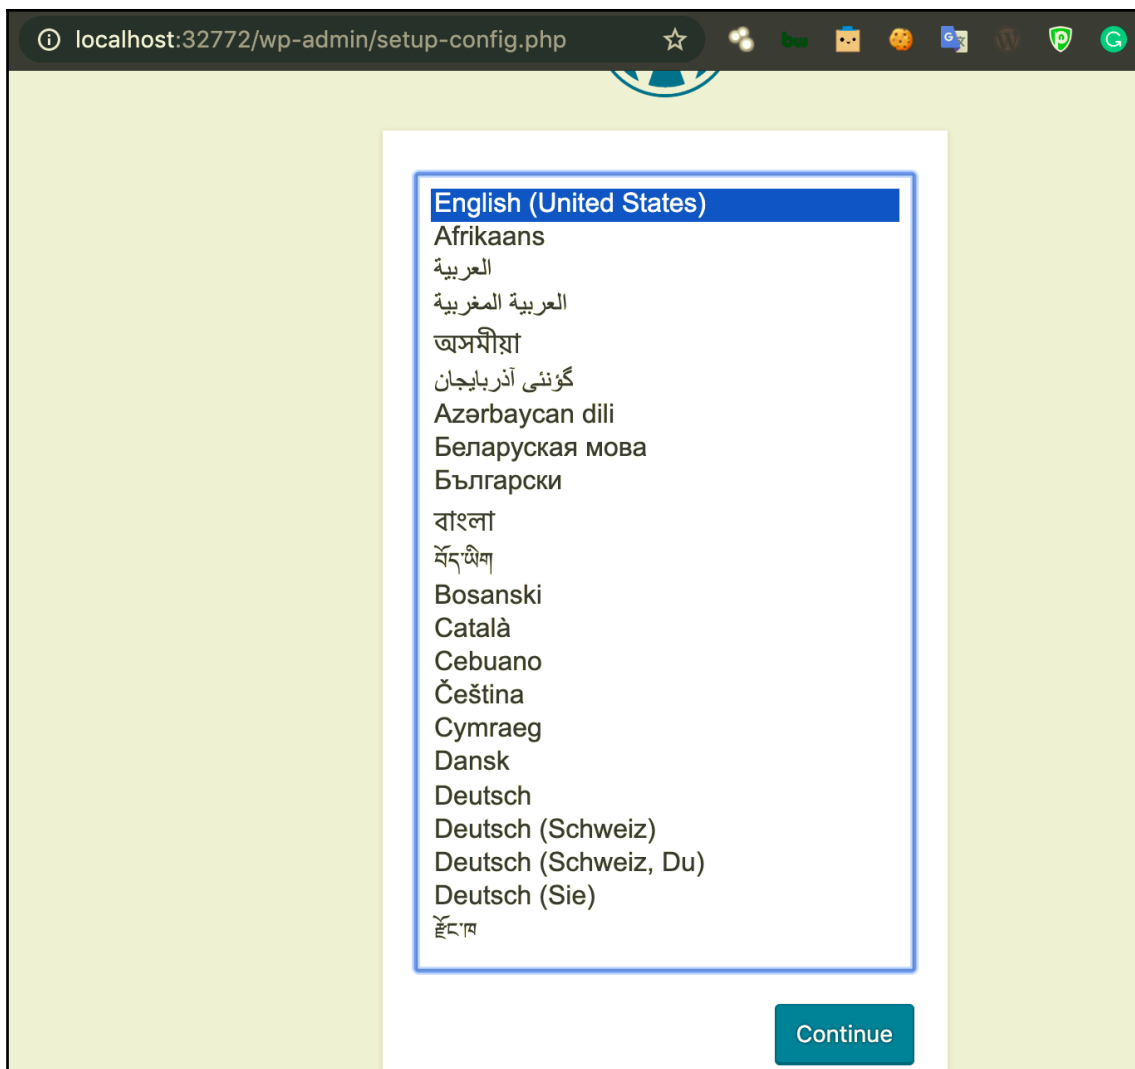 localhost:32772/wp-admin/setup-config.php
English (United States)
Afrikaans
العربية
العربية المغربية
অসমীয়া
گؤنئی آذربایجان
Azərbaycan dili
Беларуская мова
Български
বাংলা
བོད་ཡིག
Bosanski
Català
Cebuano
Čeština
Cymraeg
Dansk
Deutsch
Deutsch (Schweiz)
Deutsch (Schweiz, Du)
Deutsch (Sie)
རྫོང་ཁ
Continue